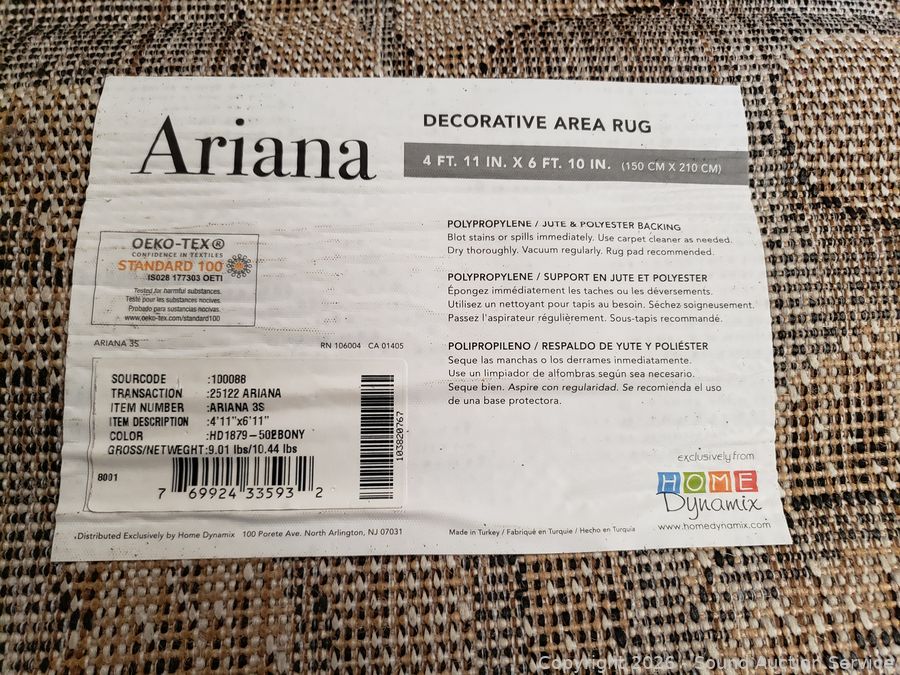 Ariana
DECORATIVE AREA RUG
4 FT. 11 IN. X 6 FT. 10 IN. (150 CM X 210 CM)
OEKO-TEX®
CONFIDENCE IN TEXTILES
STANDARD 100
IS028 177303 OETI
Tested for harmful substances.
Testé pour les substances nocives.
Probado para sustancias nocivas.
www.oeko-tex.com/standard100
POLYPROPYLENE / JUTE & POLYESTER BACKING
Blot stains or spills immediately. Use carpet cleaner as needed.
Dry thoroughly. Vacuum regularly. Rug pad recommended.
POLYPROPYLENE / SUPPORT EN JUTE ET POLYESTER
Épongez immédiatement les taches ou les déversements.
Utilisez un nettoyant pour tapis au besoin. Séchez soigneusement.
Passez l'aspirateur régulièrement. Sous-tapis recommandé.
POLIPROPILENO / RESPALDO DE YUTE Y POLIÉSTER
Seque las manchas o los derrames inmediatamente.
Use un limpiador de alfombras según sea necesario.
Seque bien. Aspire con regularidad. Se recomienda el uso
de una base protectora.
ARIANA 3S RN 106004 CA 01405
SOURCODE :100088
TRANSACTION :25122 ARIANA
ITEM NUMBER :ARIANA 3S
ITEM DESCRIPTION :4'11"x6'11"
COLOR :HD1879-502EBONY
GROSS/NETWEGHT:9.01 lbs/10.44 lbs
8001
7 69924 33593 2
103820767
exclusively from
HOME
Dynamix
www.homedynamix.com
Distributed Exclusively by Home Dynamix 100 Porete Ave. North Arlington, NJ 07031
Made in Turkey / Fabriqué en Turquie / Hecho en Turquía
Copyright 2026 - Sound Auction Service